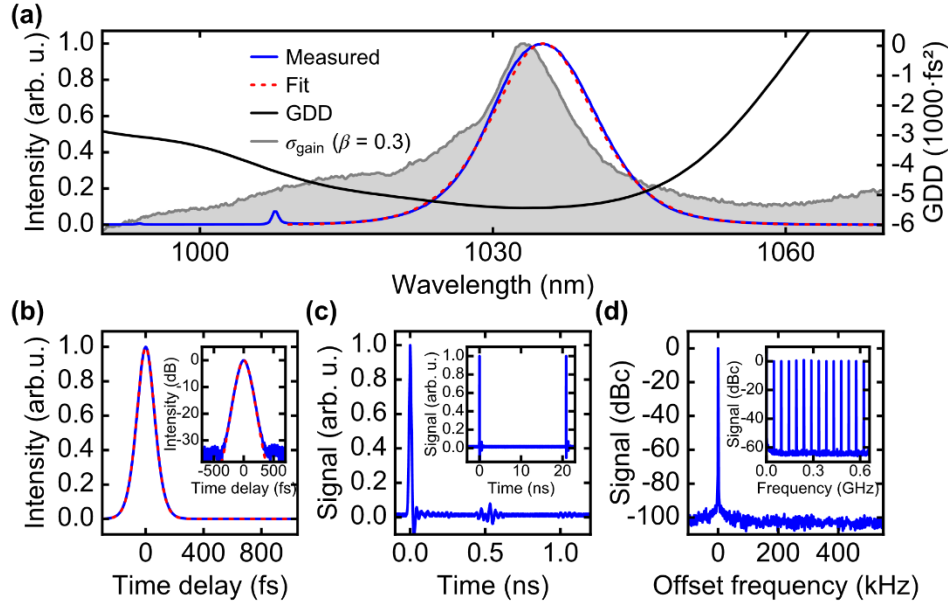 (a)
Intensity (arb. u.)
1.0
0.8
0.6
0.4
0.2
0.0
Measured
Fit
GDD
σgain (β = 0.3)
0
-1
-2
-3
-4
-5
-6
GDD (1000·fs²)
1000
1030
1060
Wavelength (nm)
(b)
Intensity (arb.u.)
1.0
0.8
0.6
0.4
0.2
0.0
0
400
800
Time delay (fs)
Intensity (dB)
0
-10
-20
-30
-500
0
500
Time delay (fs)
(c)
Signal (arb. u.)
1.0
0.8
0.6
0.4
0.2
0.0
0.0
0.5
1.0
Time (ns)
Signal (arb. u.)
1.0
0.8
0.6
0.4
0.2
0.0
0
10
20
Time (ns)
(d)
Signal (dBc)
0
-20
-40
-60
-80
-100
0
200
400
Offset frequency (kHz)
Signal (dBc)
0
-20
-40
-60
0.0
0.3
0.6
Frequency (GHz)